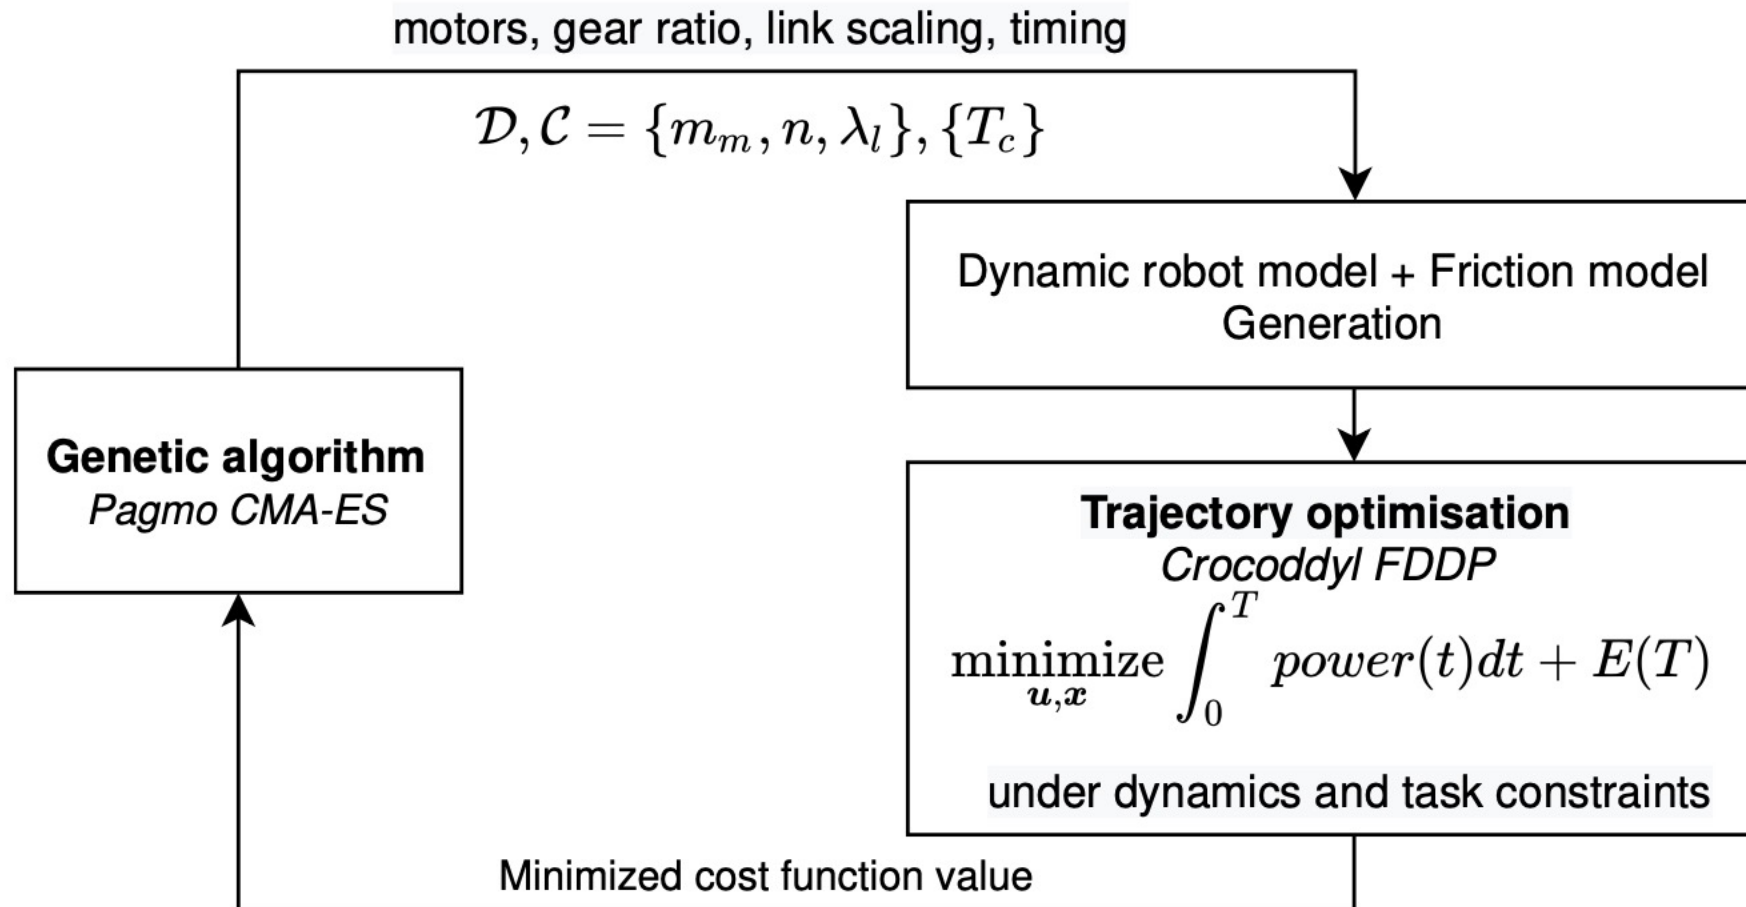 motors, gear ratio, link scaling, timing
𝒟, 𝒞 = {m_m, n, λ_l}, {T_c}
Dynamic robot model + Friction model
Generation
Genetic algorithm
Pagmo CMA-ES
Trajectory optimisation
Crocoddyl FDDP
minimize_{u,x} ∫_0^T power(t)dt + E(T)
under dynamics and task constraints
Minimized cost function value